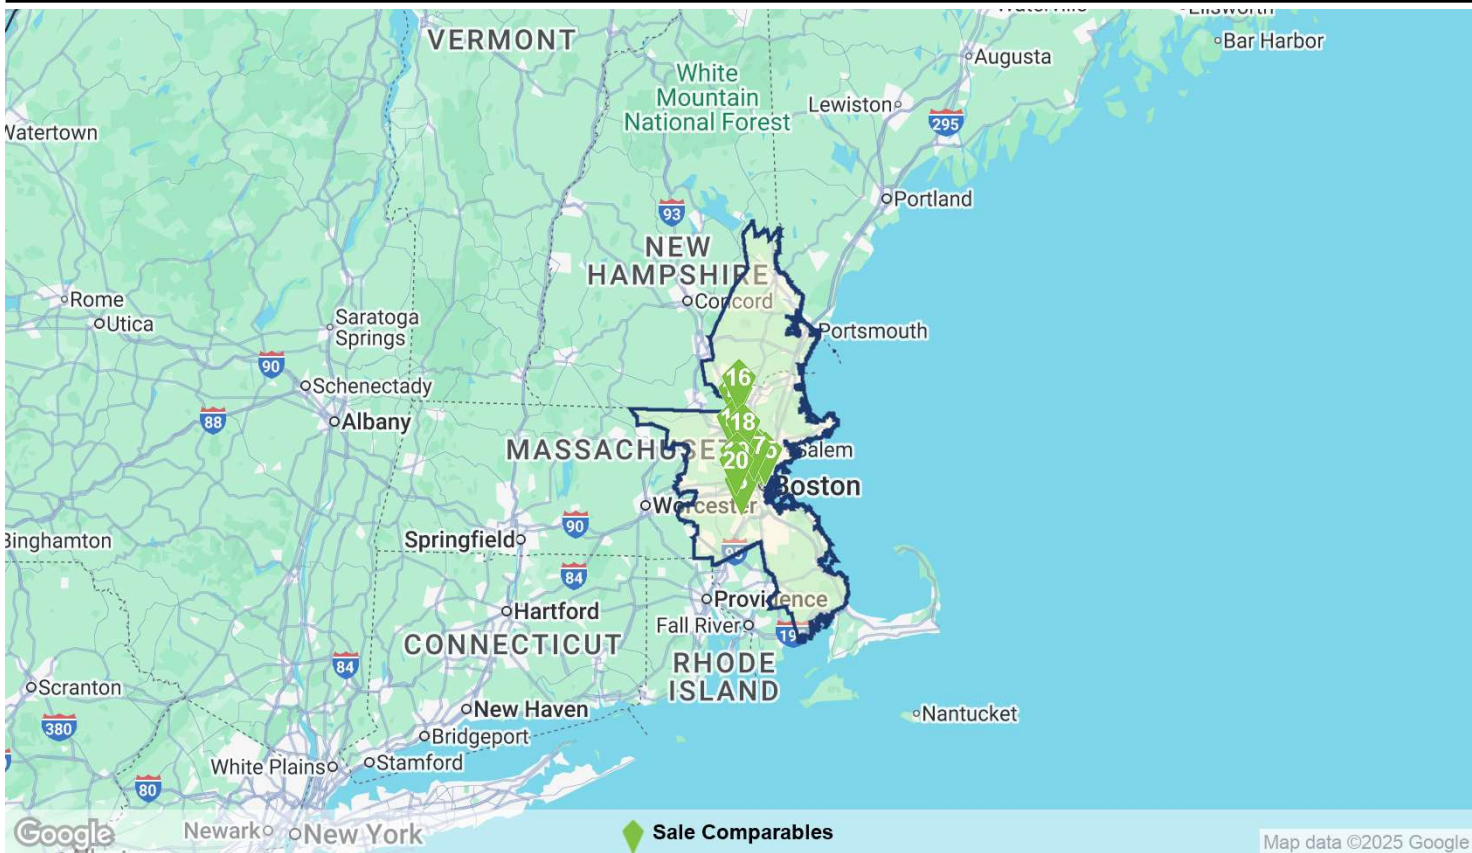 VERMONT
Augusta
Bar Harbor
White
Mountain
National Forest
Lewiston
295
Watertown
Portland
93
NEW
HAMPSHIRE
Concord
Rome
Utica
Saratoga
Springs
Portsmouth
90
Schenectady
16
88
Albany
18
MASSACHUSET
7
Salem
20
Boston
Worcester
90
Springfield
Binghamton
95
84
Hartford
Providence
Fall River
CONNECTICUT
84
RHODE
ISLAND
Scranton
New Haven
Nantucket
380
Bridgeport
White Plains
Stamford
80
Google
Newark
New York
Sale Comparables
Map data ©2025 Google